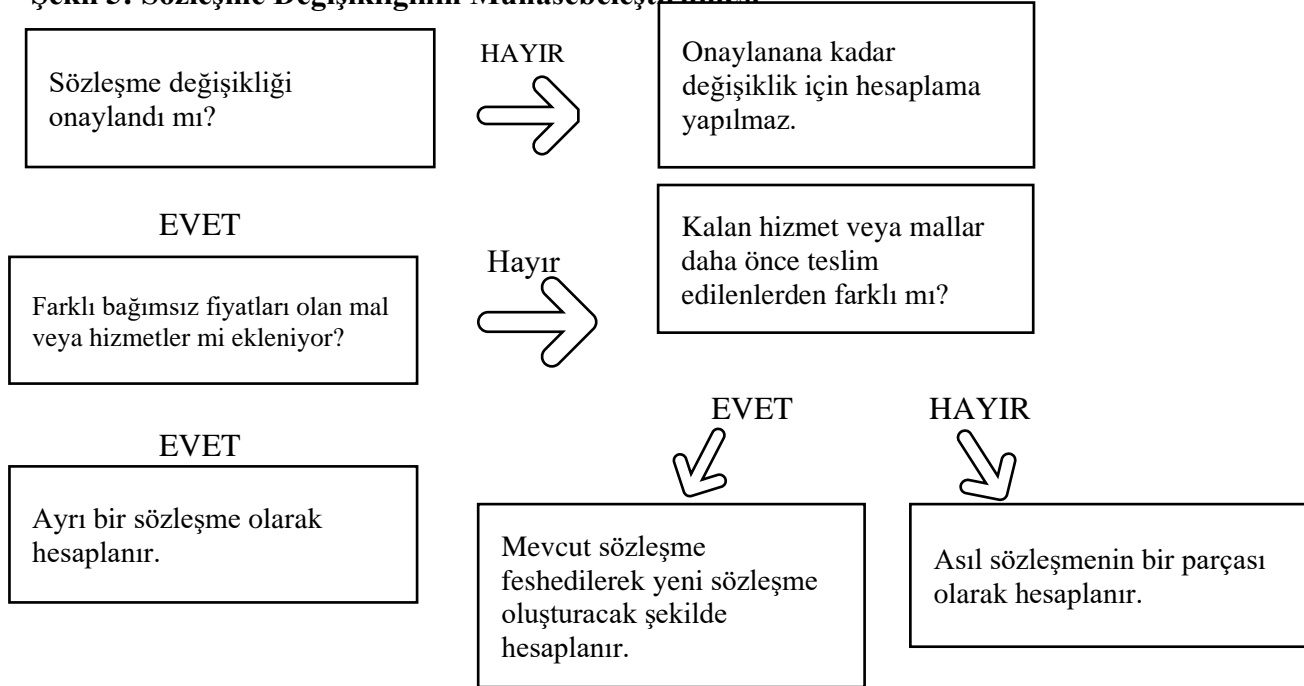 Sözleşme değişikliği
onaylandı mı?
HAYIR
Onaylanana kadar
değişiklik için hesaplama
yapılmaz.
EVET
Farklı bağımsız fiyatları olan mal
veya hizmetler mi ekleniyor?
Hayır
Kalan hizmet veya mallar
daha önce teslim
edilenlerden farklı mı?
EVET
Ayrı bir sözleşme olarak
hesaplanır.
EVET
HAYIR
Mevcut sözleşme
feshedilerek yeni sözleşme
oluşturacak şekilde
hesaplanır.
Asıl sözleşmenin bir parçası
olarak hesaplanır.